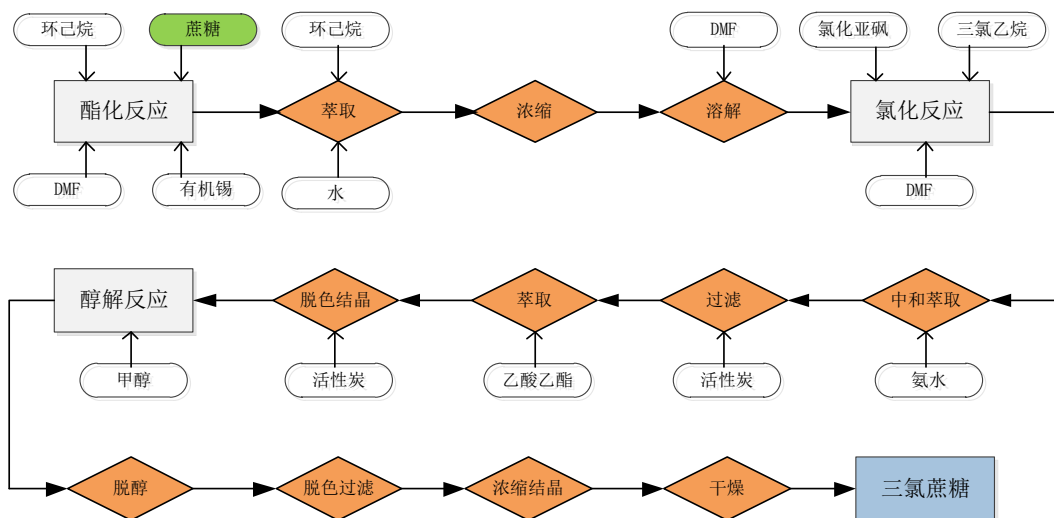 环己烷
蔗糖
环己烷
DMF
氯化亚砜
三氯乙烷
酯化反应
萃取
浓缩
溶解
氯化反应
DMF
有机锡
水
DMF
醇解反应
脱色结晶
萃取
过滤
中和萃取
甲醇
活性炭
乙酸乙酯
活性炭
氨水
脱醇
脱色过滤
浓缩结晶
干燥
三氯蔗糖